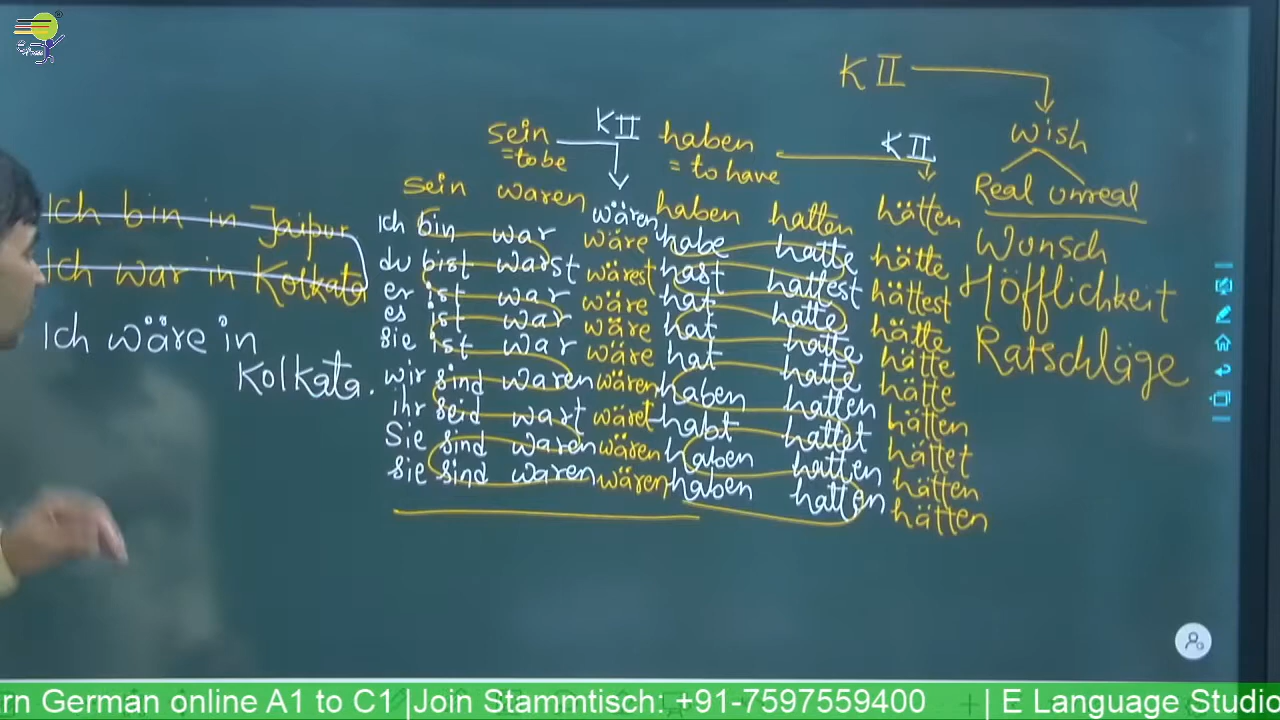 K II
wish
Real unreal
Wunsch
Höfflichkeit
Ratschläge
sein K II haben K II
=to be = to have
sein waren wären haben hatten hätten
Ich bin war wäre habe hatte hätte
du bist warst wärest hast hattest hättest
er ist war wäre hat hatte hätte
es ist war wäre hat hatte hätte
sie ist war wäre hat hatte hätte
wir sind waren wären haben hatten hätten
ihr seid wart wäret habt hattet hättet
Sie sind waren wären haben hatten hätten
sie sind waren wären haben hatten hätten
Ich bin in Jaipur
Ich war in Kolkata
Ich wäre in
Kolkata.
rn German online A1 to C1 |Join Stammtisch: +91-7597559400 | E Language Studio